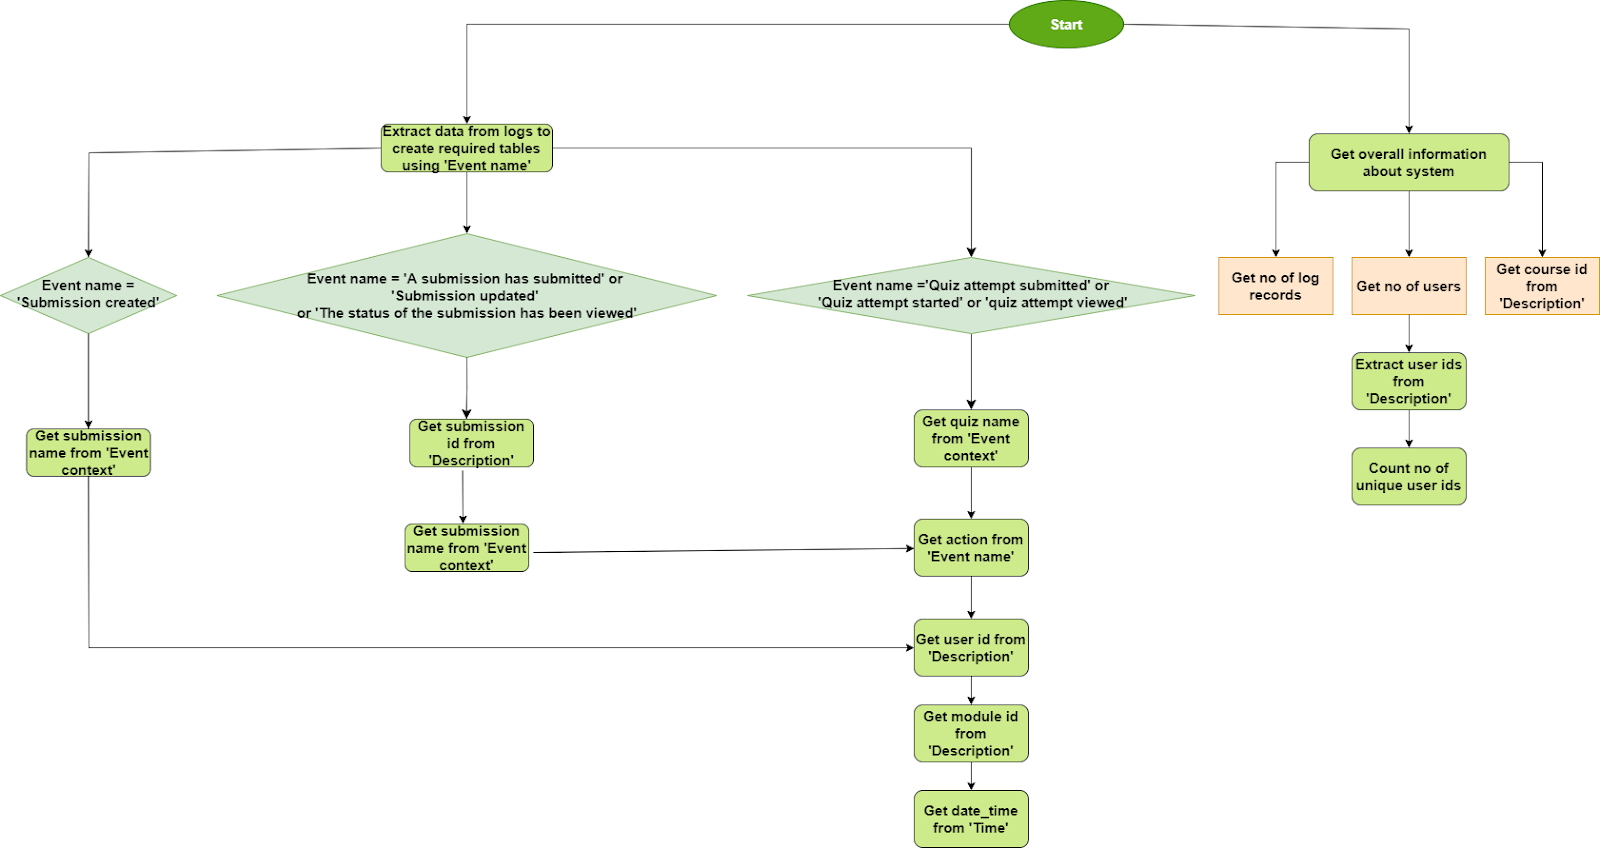 Start
Extract data from logs to
create required tables
using 'Event name'
Get overall information
about system
Event name =
'Submission created'
Event name = 'A submission has submitted' or
'Submission updated'
or 'The status of the submission has been viewed'
Event name ='Quiz attempt submitted' or
'Quiz attempt started' or 'quiz attempt viewed'
Get no of log
records
Get no of users
Get course id
from
'Description'
Extract user ids
from
'Description'
Count no of
unique user ids
Get submission
name from 'Event
context'
Get submission
id from
'Description'
Get quiz name
from 'Event
context'
Get submission
name from 'Event
context'
Get action from
'Event name'
Get user id from
'Description'
Get module id
from
'Description'
Get date_time
from 'Time'